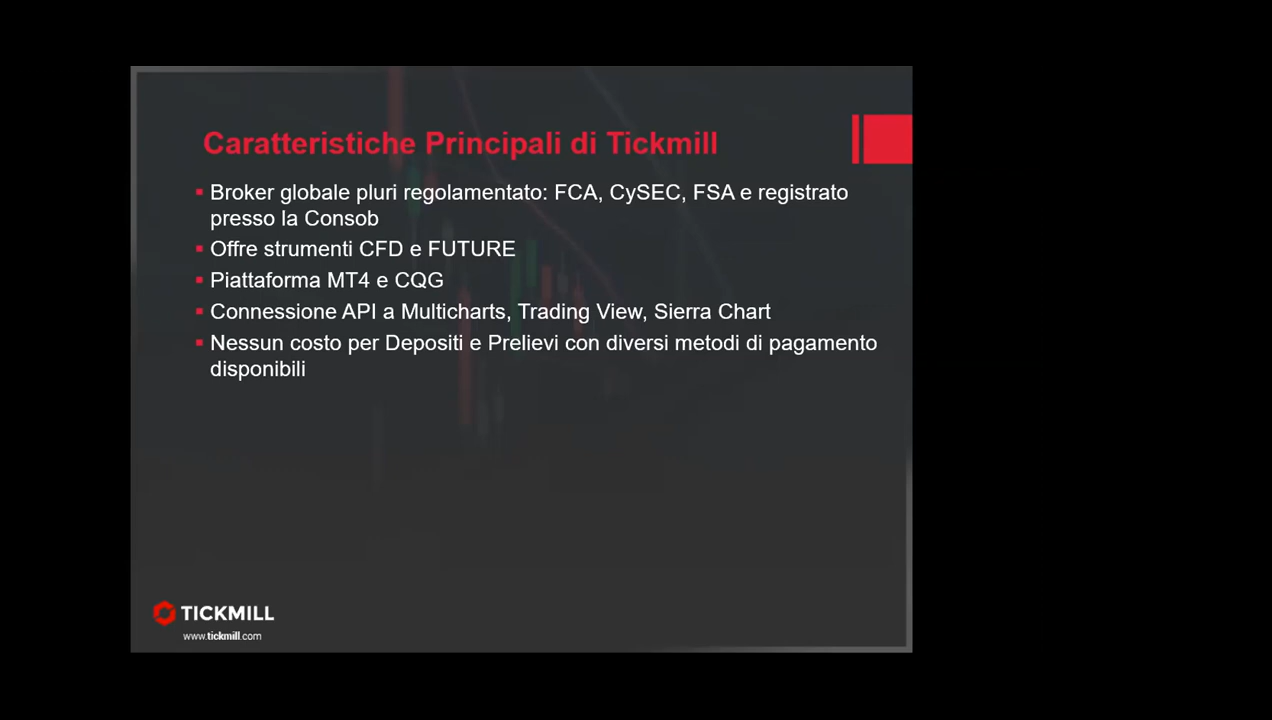 Caratteristiche Principali di Tickmill
Broker globale pluri regolamentato: FCA, CySEC, FSA e registrato
presso la Consob
Offre strumenti CFD e FUTURE
Piattaforma MT4 e CQG
Connessione API a Multicharts, Trading View, Sierra Chart
Nessun costo per Depositi e Prelievi con diversi metodi di pagamento
disponibili
TICKMILL
www.tickmill.com